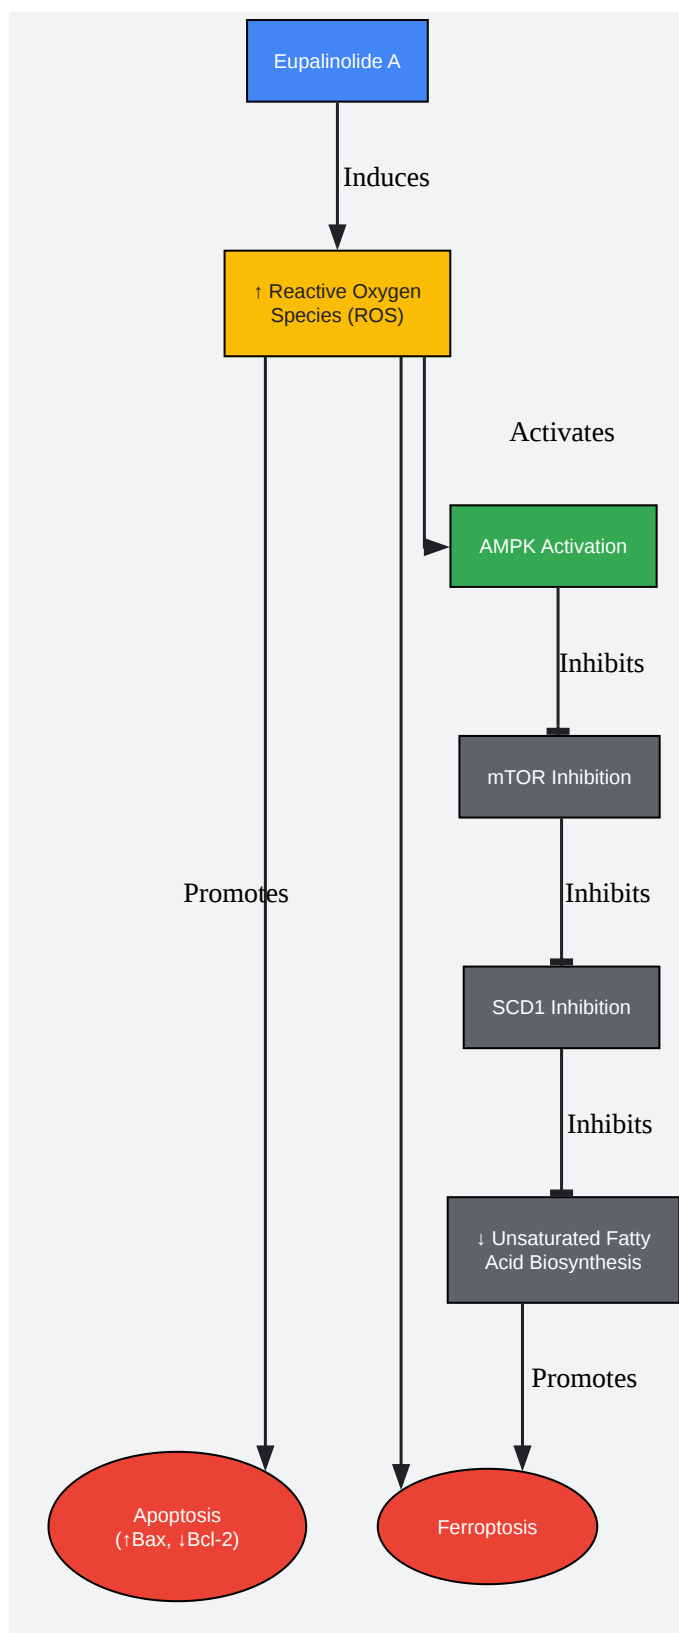 Eupalinolide A
Induces
↑ Reactive Oxygen
Species (ROS)
Activates
AMPK Activation
Inhibits
mTOR Inhibition
Promotes
Inhibits
SCD1 Inhibition
Inhibits
↓ Unsaturated Fatty
Acid Biosynthesis
Promotes
Apoptosis
(↑Bax, ↓Bcl-2)
Ferroptosis